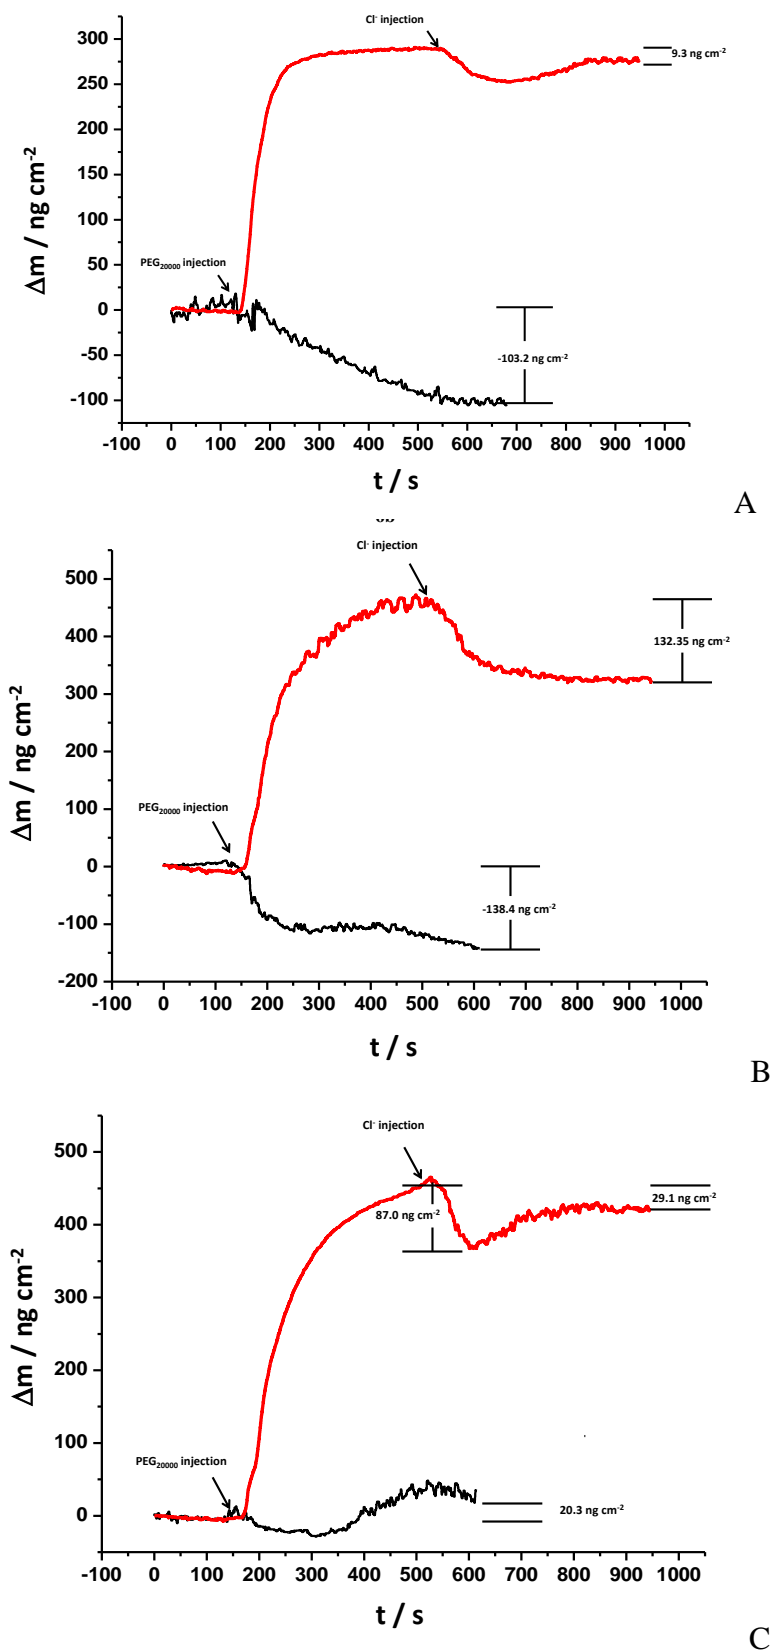 Cl- injection
300
9.3 ng cm-2
250
200
150
100
PEG20000 injection
50
0
-50
-103.2 ng cm-2
-100
Δm / ng cm-2
-100 0 100 200 300 400 500 600 700 800 900 1000
t / s
A
Cl- injection
500
400
132.35 ng cm-2
300
200
PEG20000 injection
100
0
-138.4 ng cm-2
-100
-200
Δm / ng cm-2
-100 0 100 200 300 400 500 600 700 800 900 1000
t / s
B
Cl- injection
500
29.1 ng cm-2
87.0 ng cm-2
400
300
200
100
PEG20000 injection
0
20.3 ng cm-2
Δm / ng cm-2
-100 0 100 200 300 400 500 600 700 800 900 1000
t / s
C